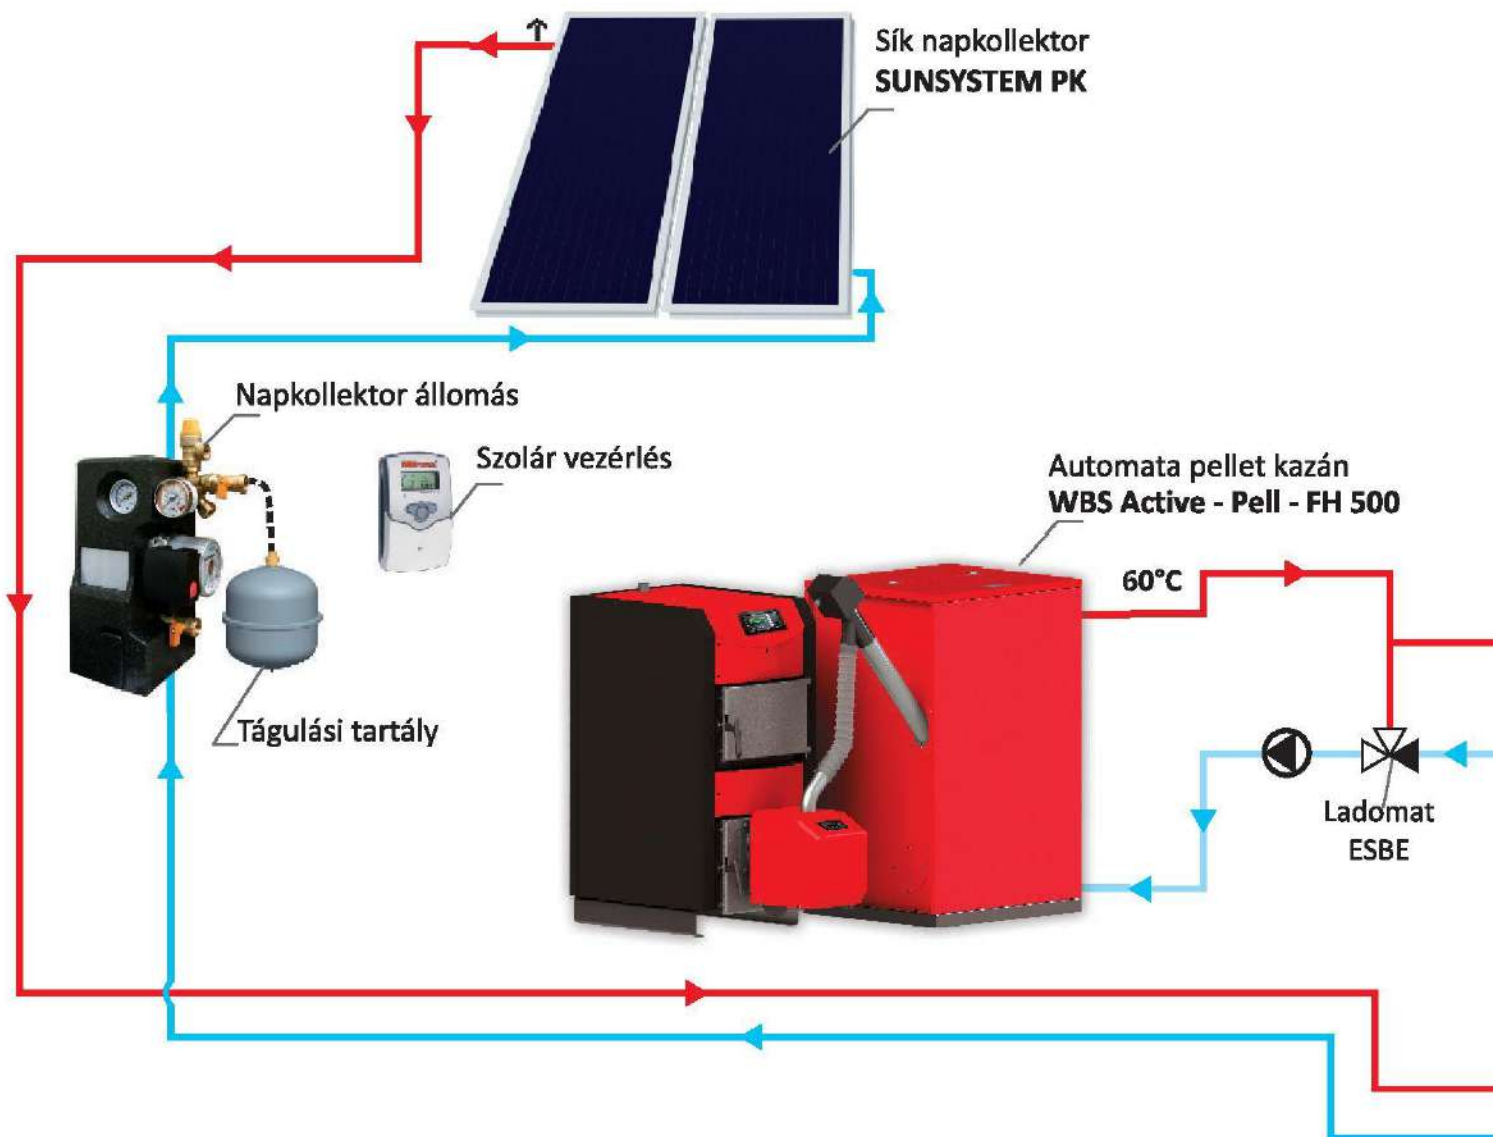 Sík napkollektor
SUNSYSTEM PK
Napkollektor állomás
Szolár vezérlés
Automata pellet kazán
WBS Active - Pell - FH 500
60°C
Tágulási tartály
Ladomat
ESBE